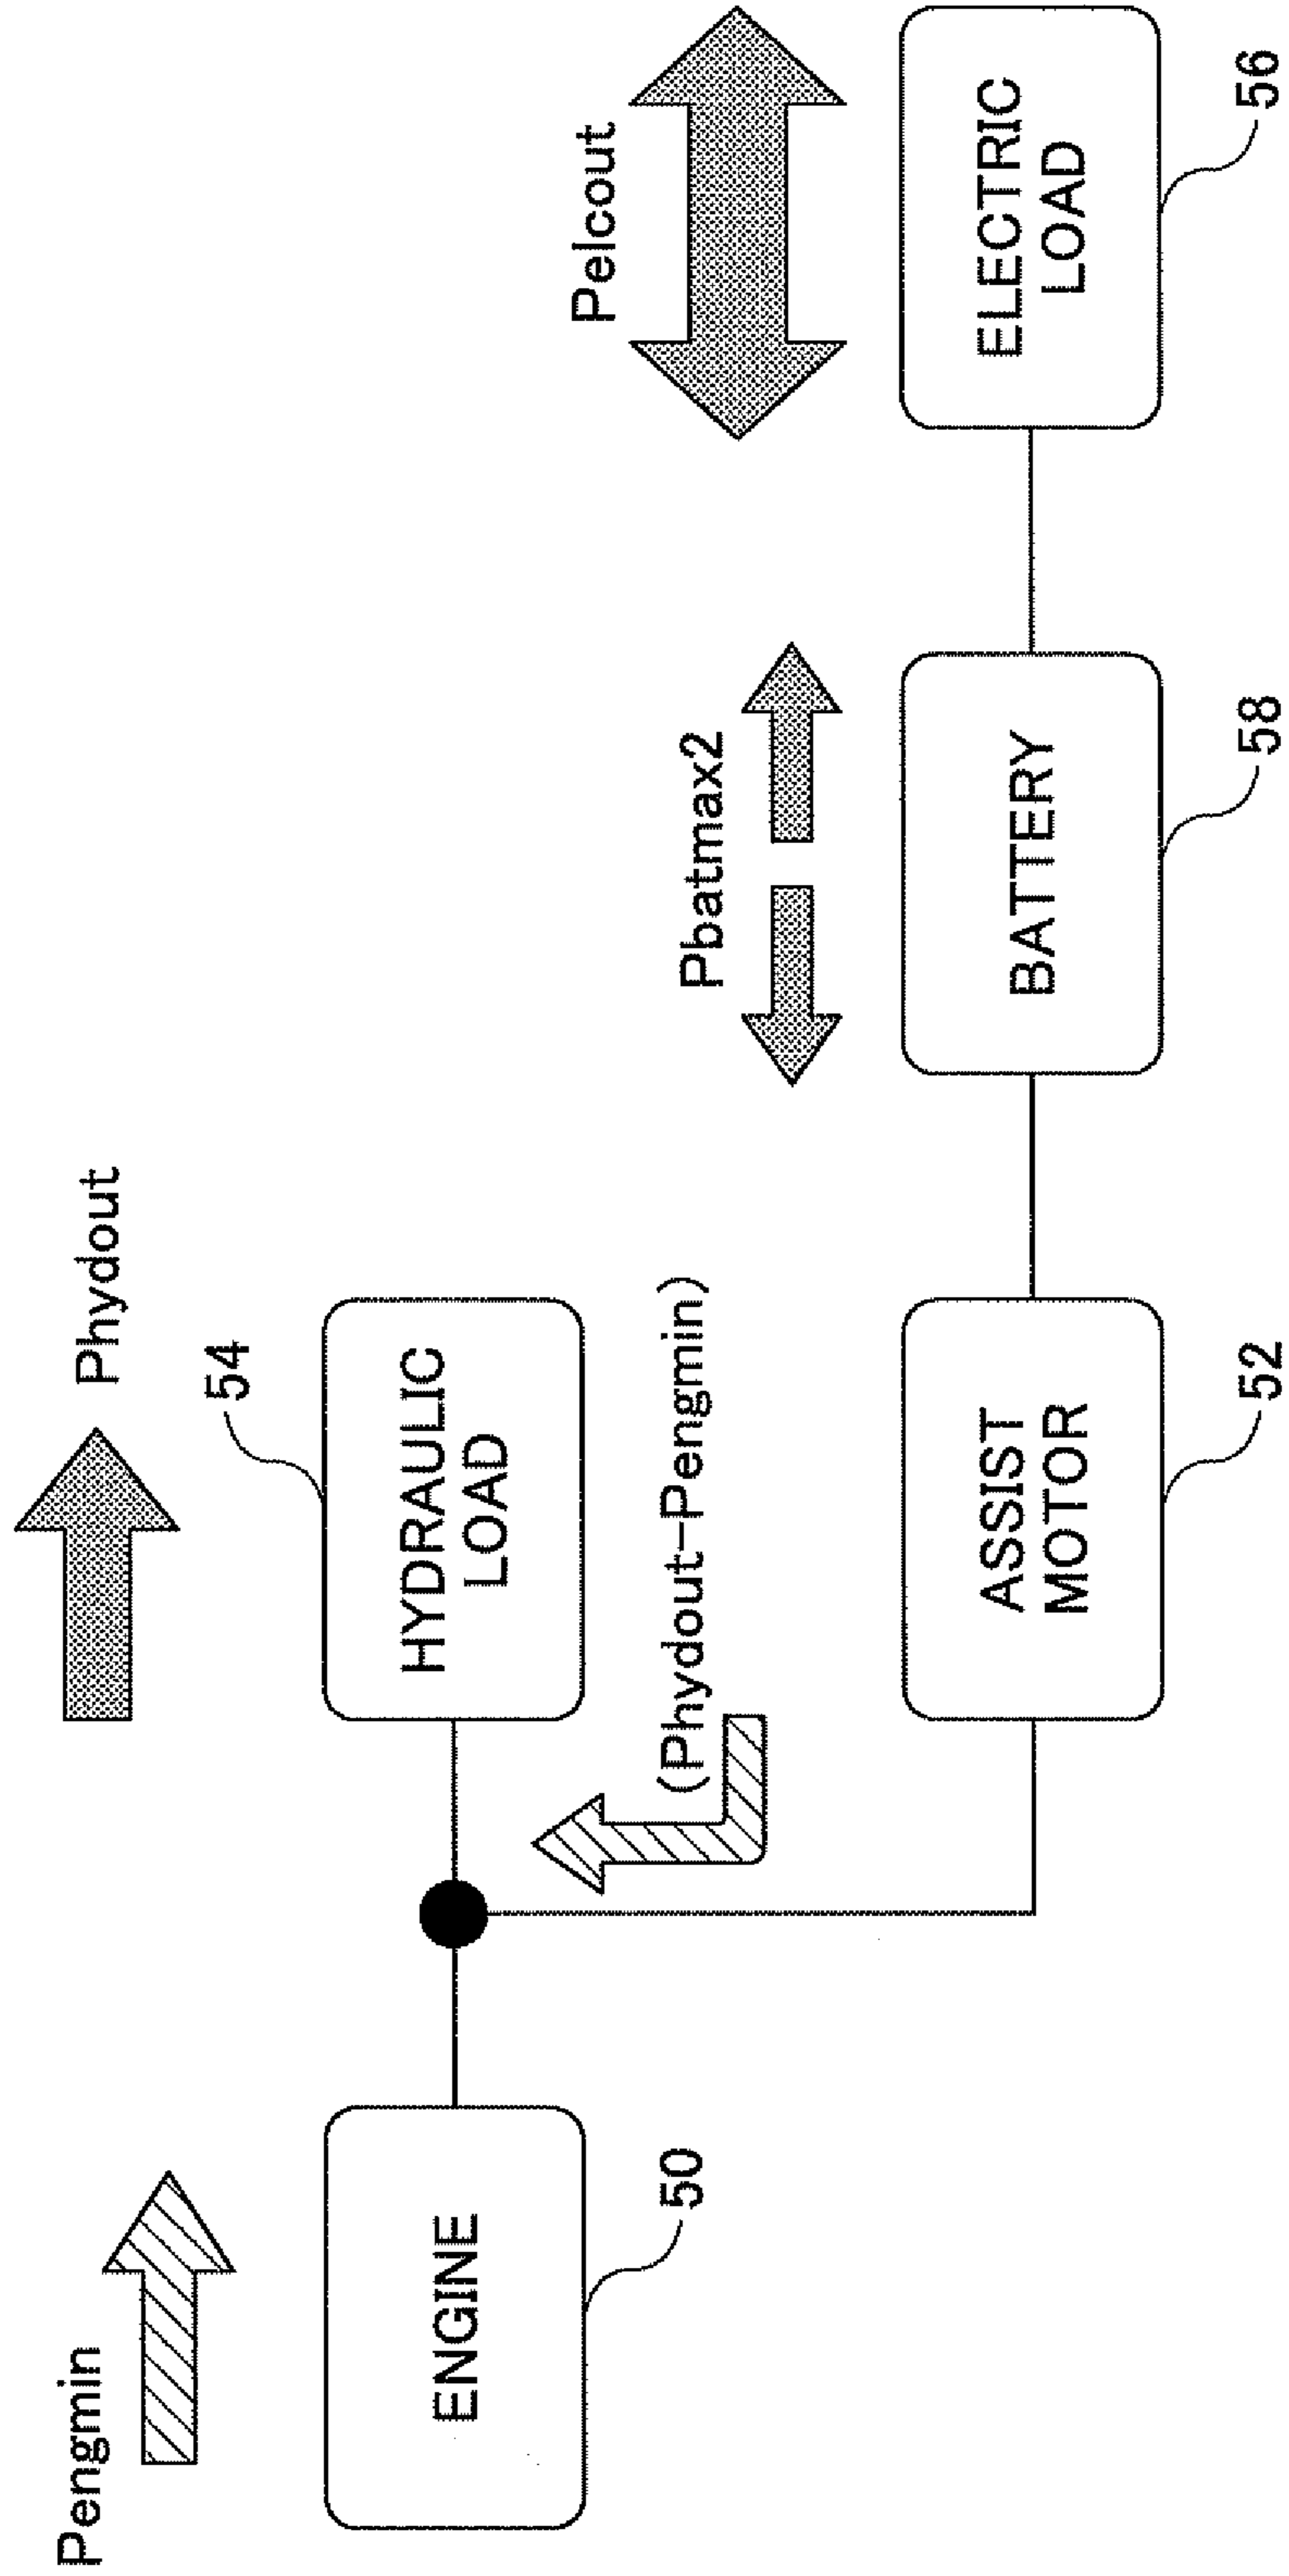 Pengmin
Phydout
54
ENGINE
50
HYDRAULIC
LOAD
(Phydout-Pengmin)
Pbatmax2
Pelcout
ASSIST
MOTOR
52
BATTERY
58
ELECTRIC
LOAD
56